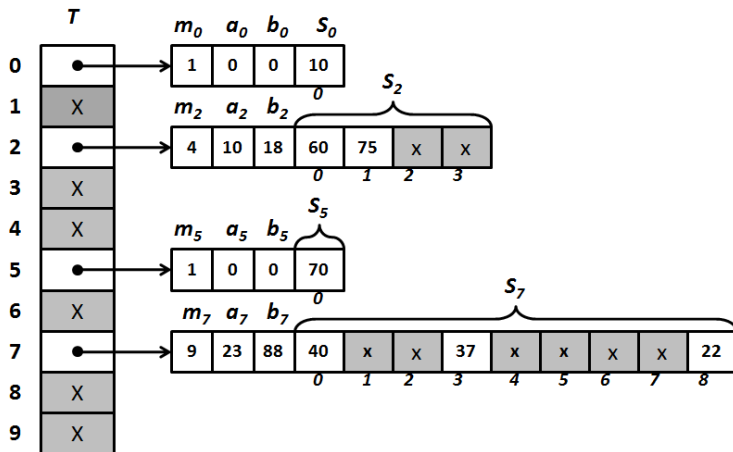 T
m0 a0 b0 S0
0 1 0 0 10
0
1 X
S2
m2 a2 b2
2 4 10 18 60 75 x x
0 1 2 3
3 X
4 X
S5
m5 a5 b5
5 1 0 0 70
0
6 X
S7
m7 a7 b7
7 9 23 88 40 x x 37 x x x x 22
0 1 2 3 4 5 6 7 8
8 X
9 X